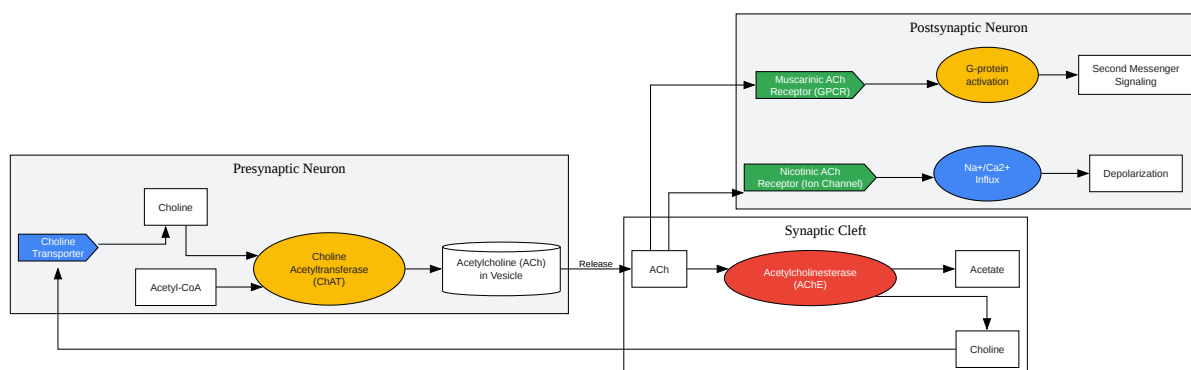 Postsynaptic Neuron
Muscarinic ACh
Receptor (GPCR)
G-protein
activation
Second Messenger
Signaling
Nicotinic ACh
Receptor (Ion Channel)
Na+/Ca2+
Influx
Depolarization
Presynaptic Neuron
Choline
Choline
Transporter
Acetyl-CoA
Choline
Acetyltransferase
(ChAT)
Acetylcholine (ACh)
in Vesicle
Release
Synaptic Cleft
ACh
Acetylcholinesterase
(AChE)
Acetate
Choline